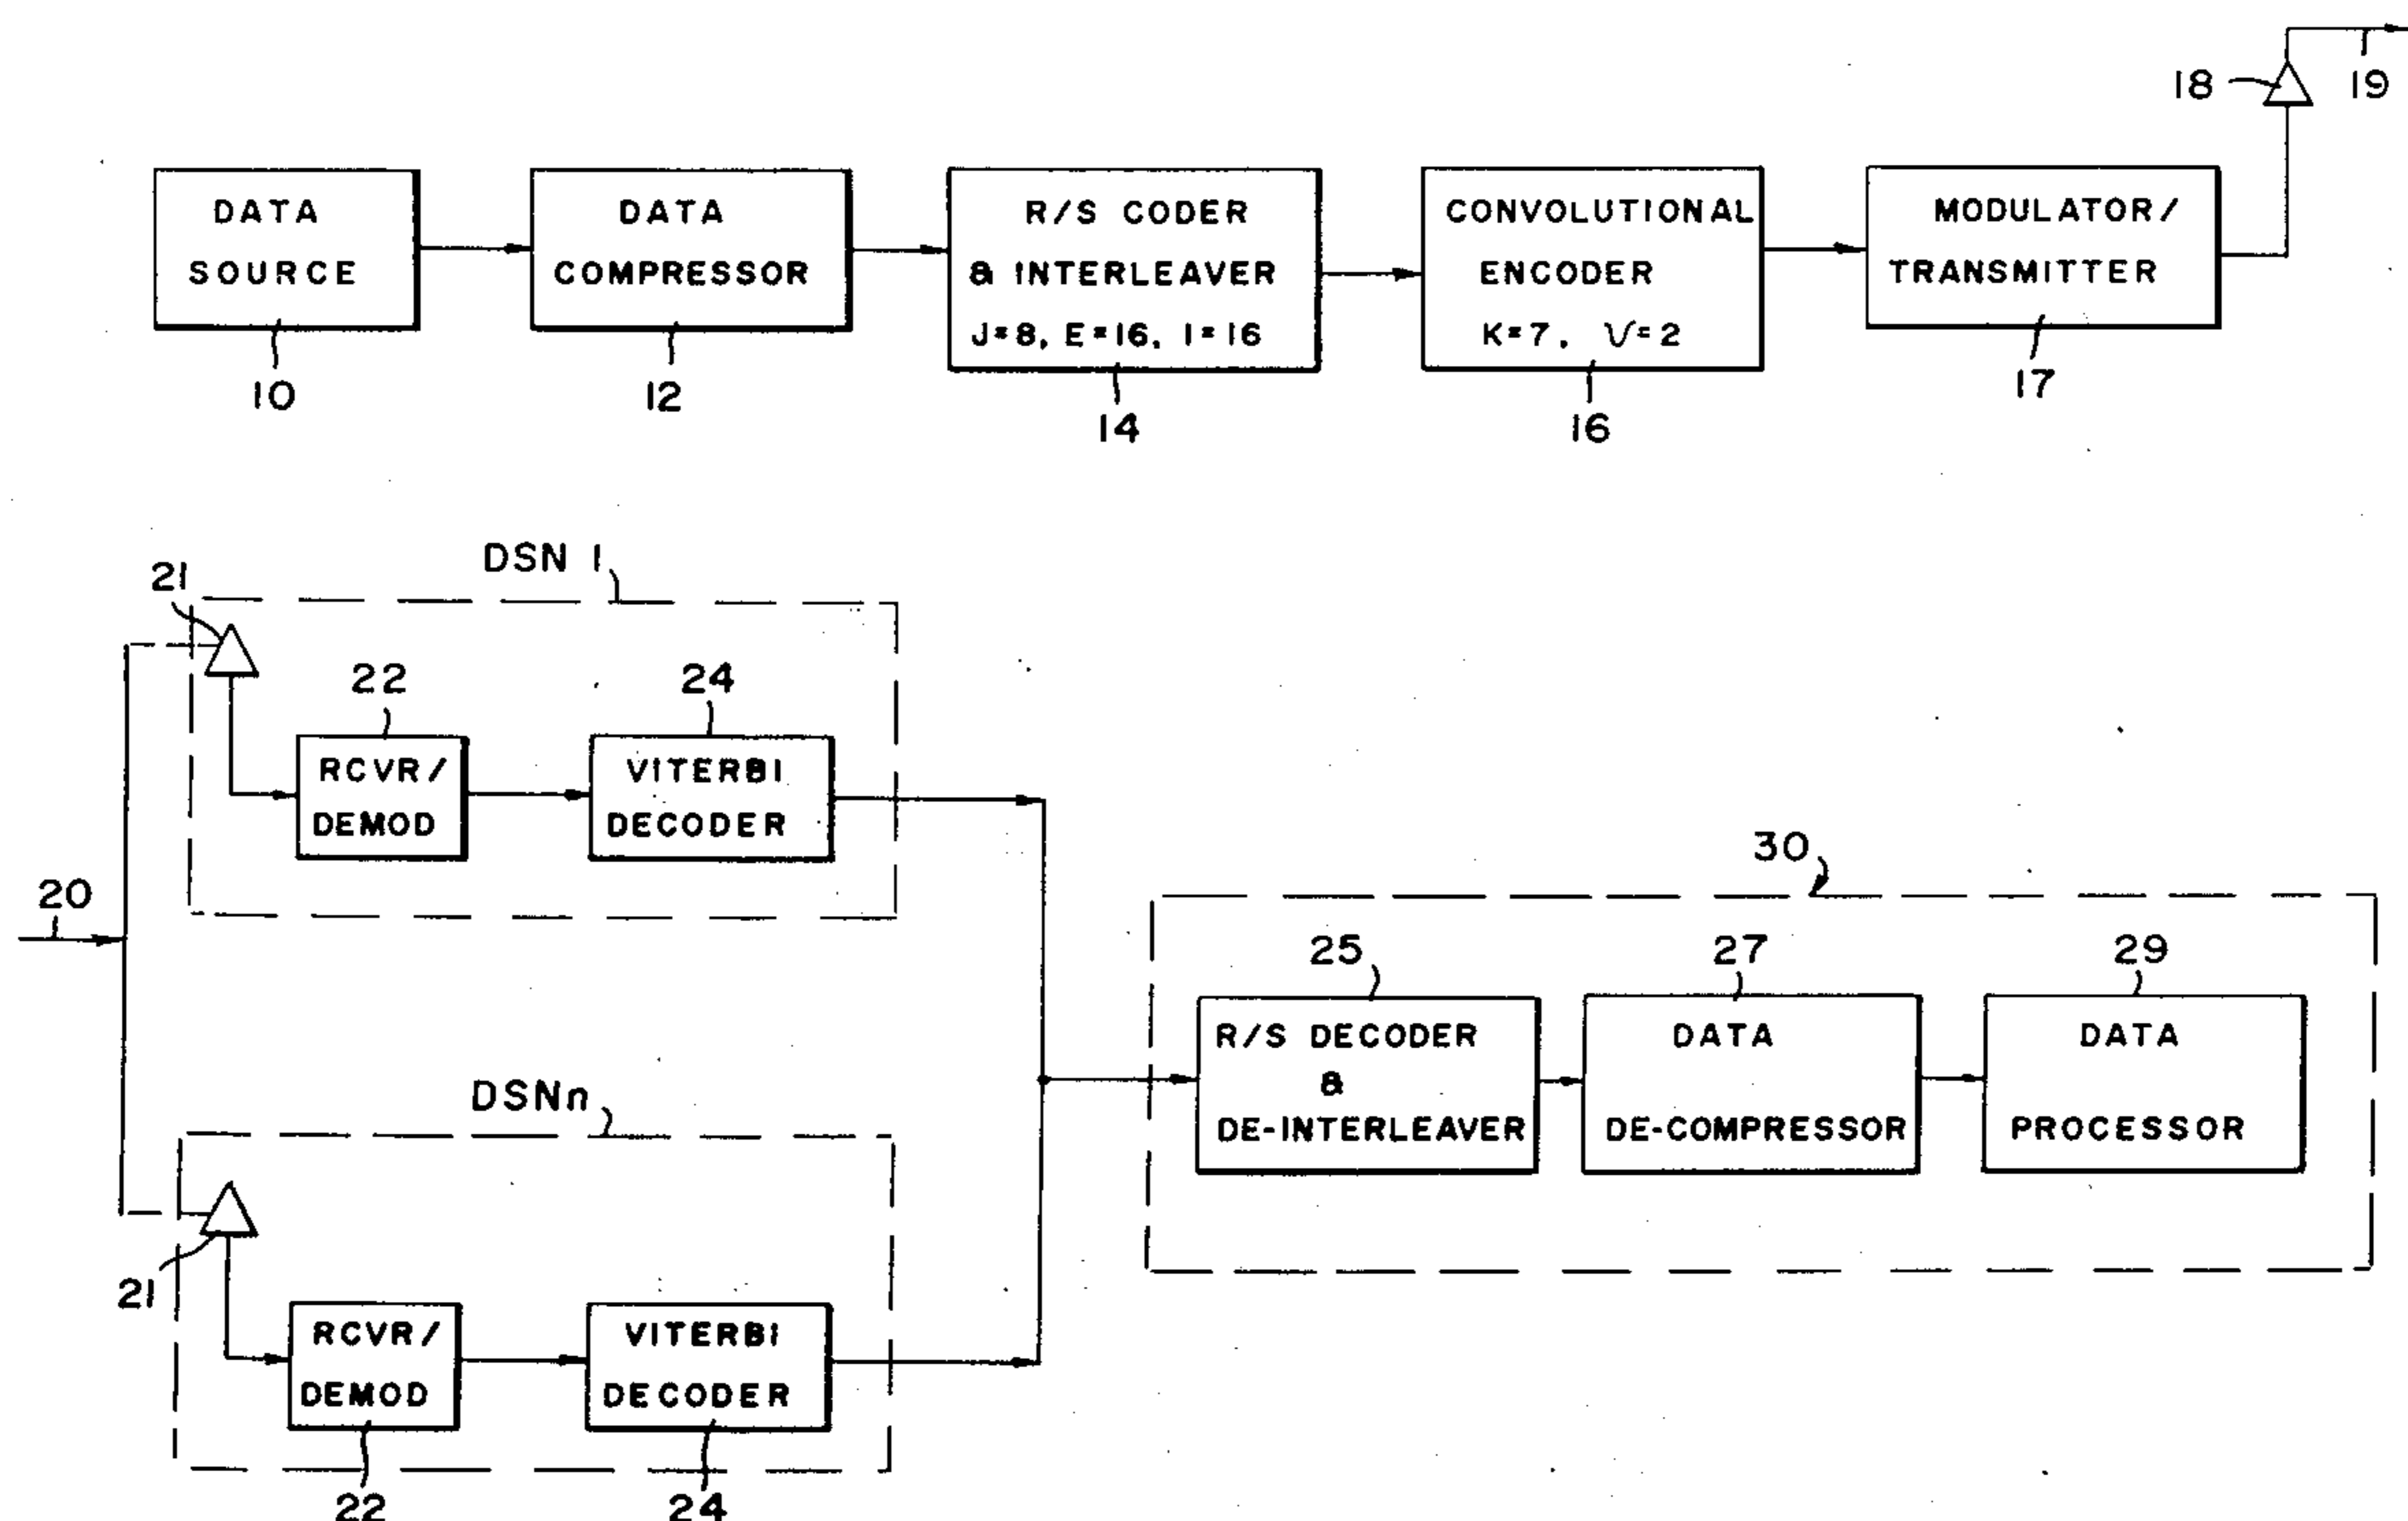 18
19
DATA
SOURCE
10
DATA
COMPRESSOR
12
R/S CODER
& INTERLEAVER
J=8, E=16, I=16
14
CONVOLUTIONAL
ENCODER
K=7, V=2
16
MODULATOR/
TRANSMITTER
17
DSN 1
21
22
24
RCVR/
DEMOD
VITERBI
DECODER
20
30
25
27
29
R/S DECODER
&
DE-INTERLEAVER
DATA
DE-COMPRESSOR
DATA
PROCESSOR
DSNn
21
RCVR/
DEMOD
VITERBI
DECODER
22
24